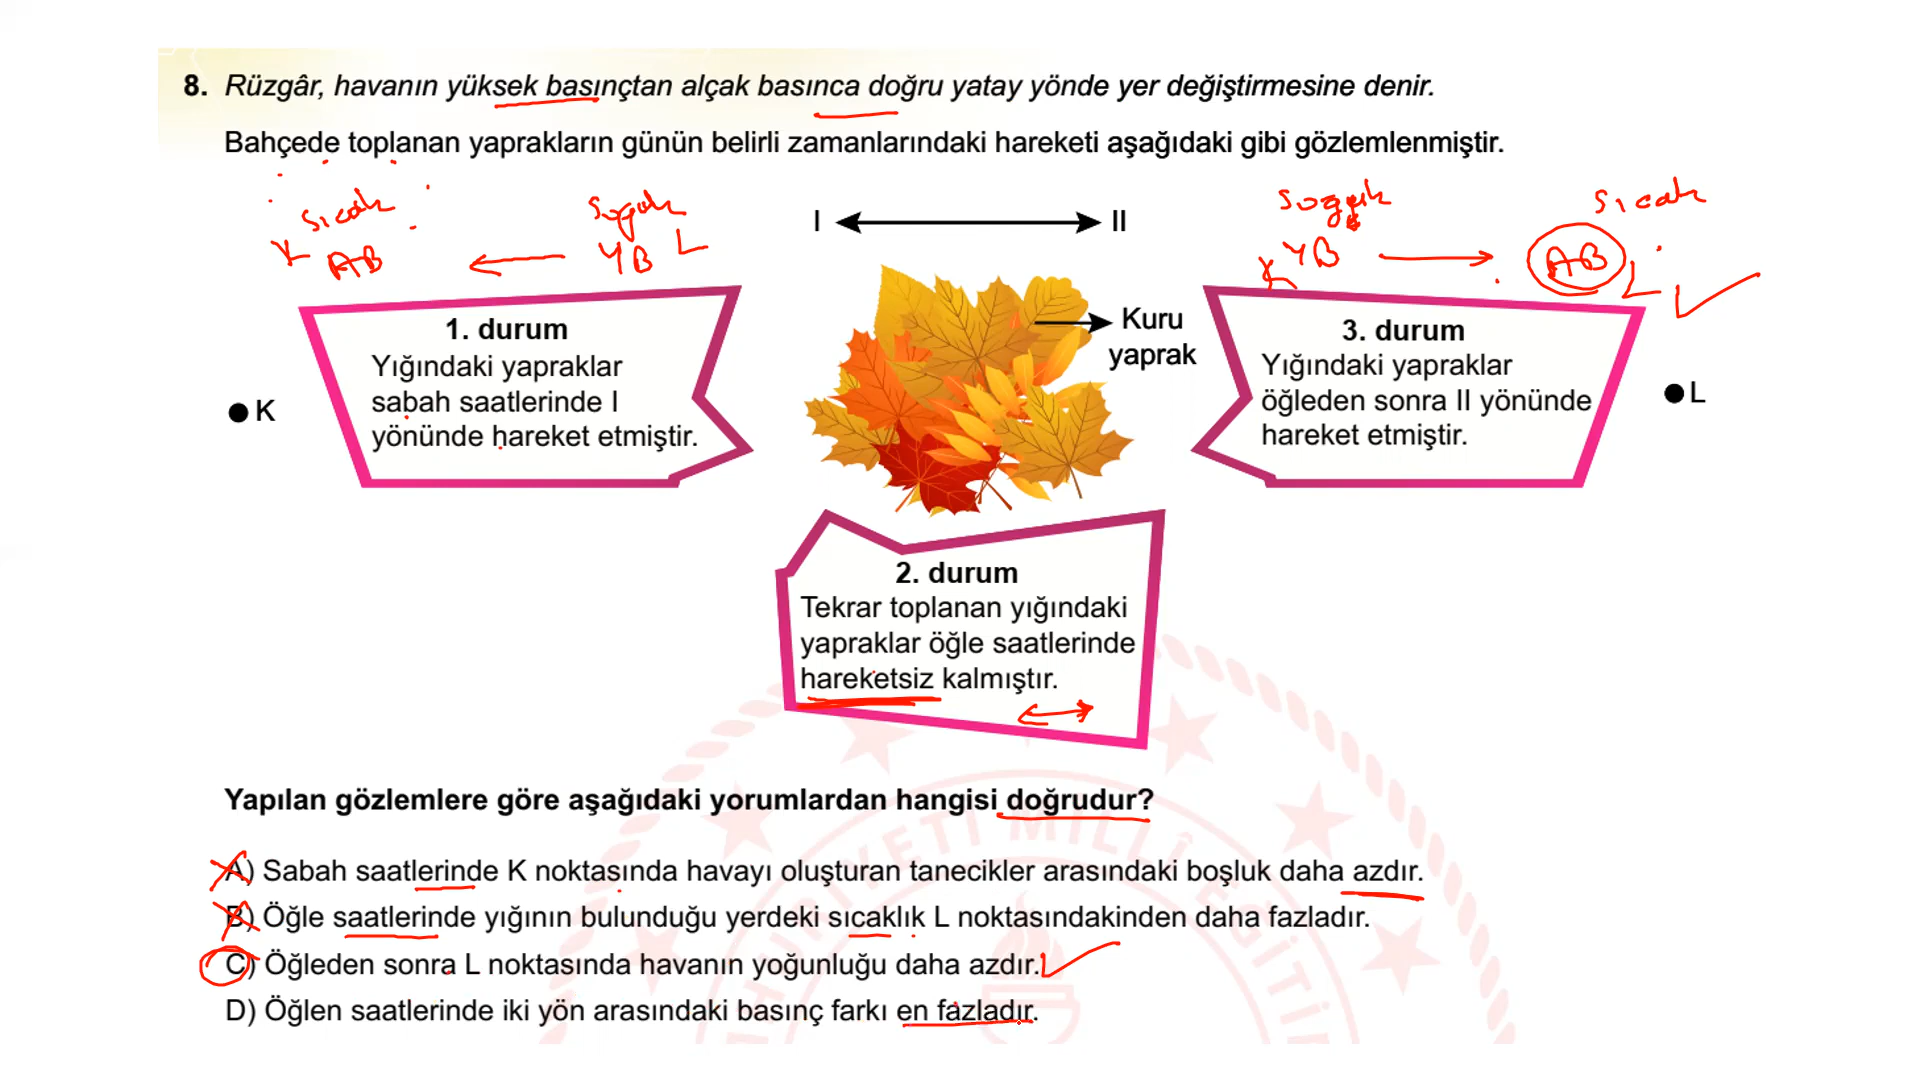 8. Rüzgâr, havanın yüksek basınçtan alçak basınca doğru yatay yönde yer değiştirmesine denir.
Bahçede toplanan yaprakların günün belirli zamanlarındaki hareketi aşağıdaki gibi gözlemlenmiştir.
Sıcak
Soğuk
K AB
YB L
I II
Soğuk
Sıcak
K YB
AB L
Kuru
yaprak
K
1. durum
Yığındaki yapraklar
sabah saatlerinde I
yönünde hareket etmiştir.
3. durum
Yığındaki yapraklar
öğleden sonra II yönünde
hareket etmiştir.
L
2. durum
Tekrar toplanan yığındaki
yapraklar öğle saatlerinde
hareketsiz kalmıştır.
Yapılan gözlemlere göre aşağıdaki yorumlardan hangisi doğrudur?
A) Sabah saatlerinde K noktasında havayı oluşturan tanecikler arasındaki boşluk daha azdır.
B) Öğle saatlerinde yığının bulunduğu yerdeki sıcaklık L noktasındakinden daha fazladır.
C) Öğleden sonra L noktasında havanın yoğunluğu daha azdır.
D) Öğlen saatlerinde iki yön arasındaki basınç farkı en fazladır.